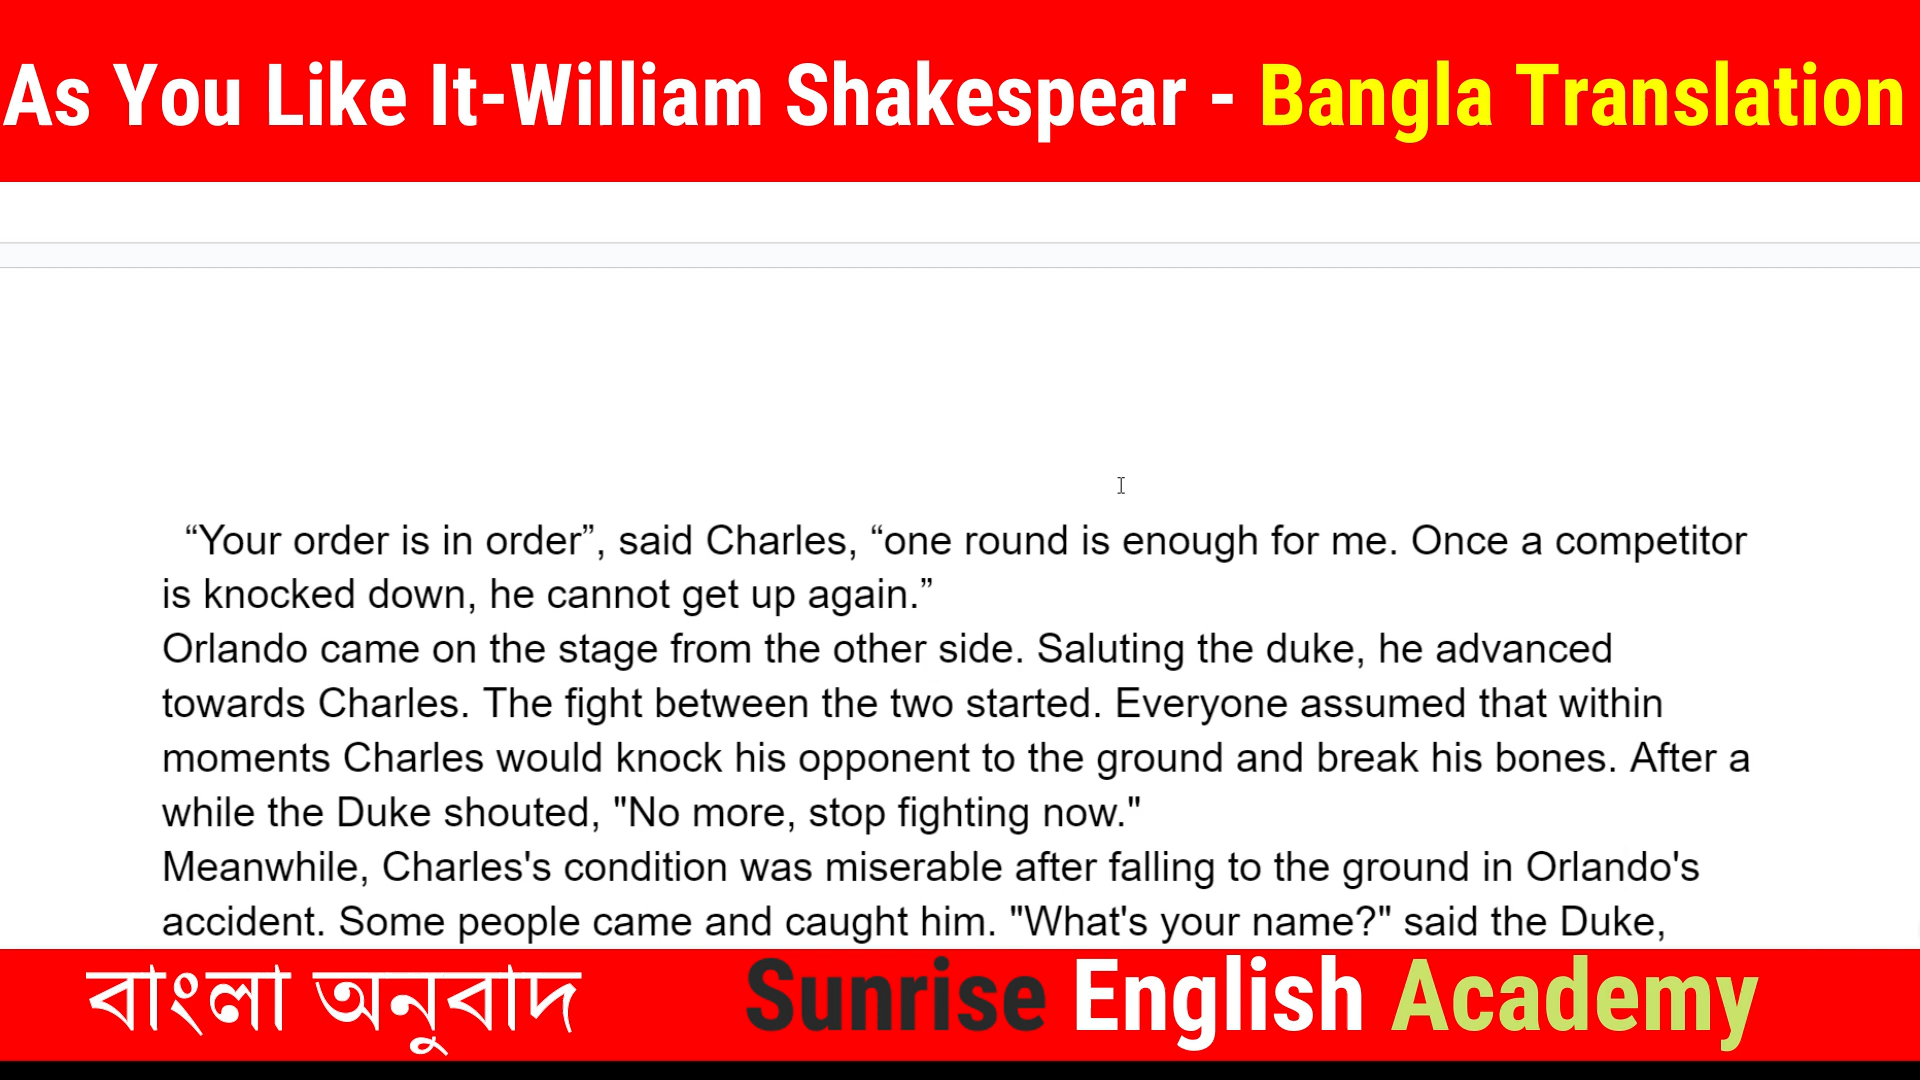 As You Like It-William Shakespear - Bangla Translation
“Your order is in order”, said Charles, “one round is enough for me. Once a competitor
is knocked down, he cannot get up again.”
Orlando came on the stage from the other side. Saluting the duke, he advanced
towards Charles. The fight between the two started. Everyone assumed that within
moments Charles would knock his opponent to the ground and break his bones. After a
while the Duke shouted, "No more, stop fighting now."
Meanwhile, Charles's condition was miserable after falling to the ground in Orlando's
accident. Some people came and caught him. "What's your name?" said the Duke,
বাংলা অনুবাদ Sunrise English Academy